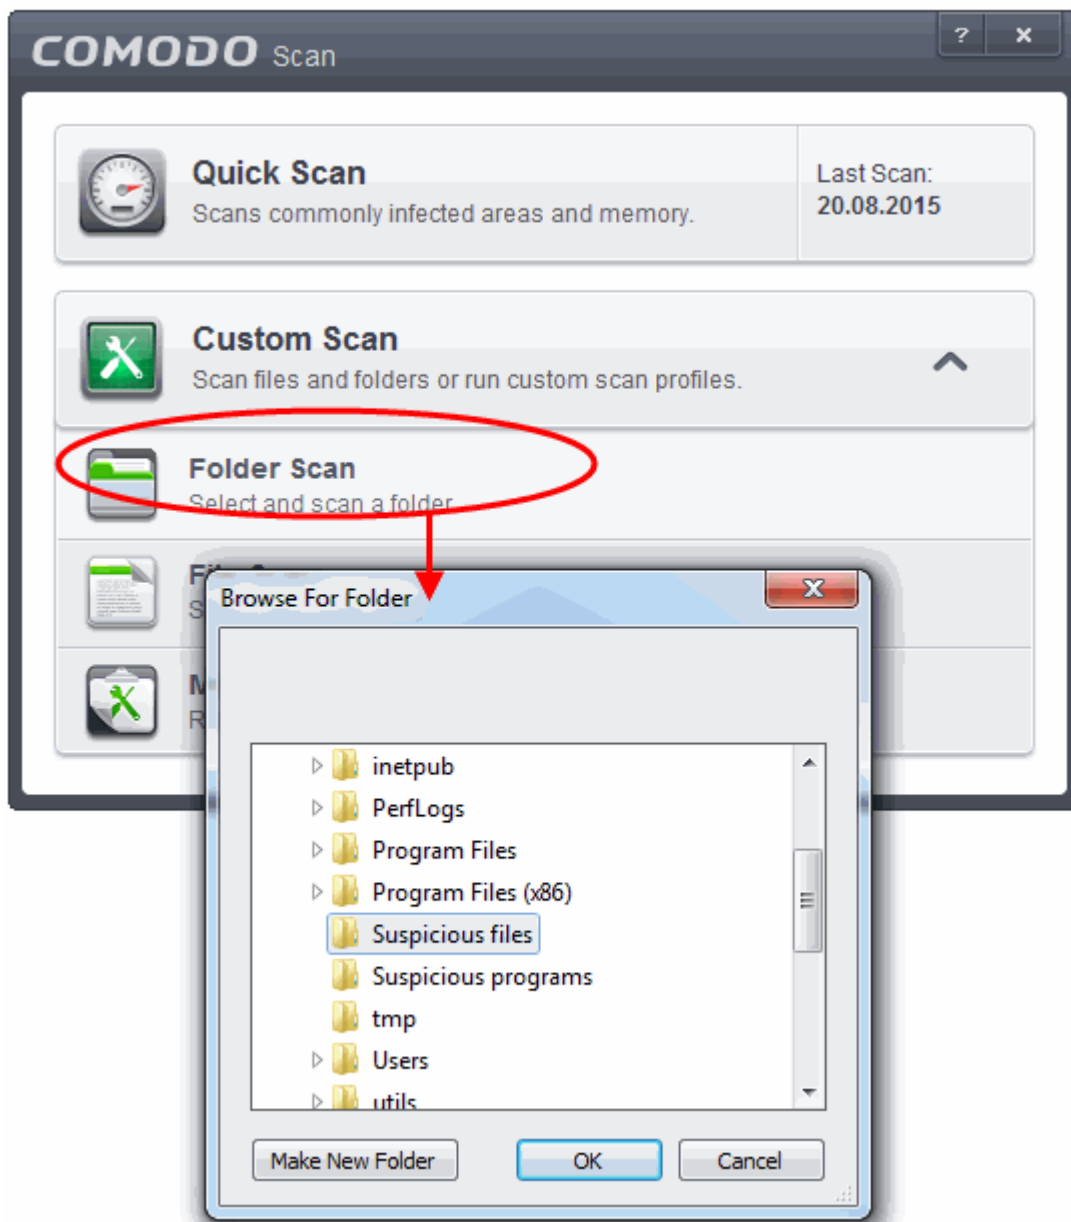 COMODO Scan
?
x
Quick Scan
Scans commonly infected areas and memory.
Last Scan:
20.08.2015
Custom Scan
Scan files and folders or run custom scan profiles.
Folder Scan
Select and scan a folder
Browse For Folder
x
inetpub
PerfLogs
Program Files
Program Files (x86)
Suspicious files
Suspicious programs
tmp
Users
utils
Make New Folder
OK
Cancel